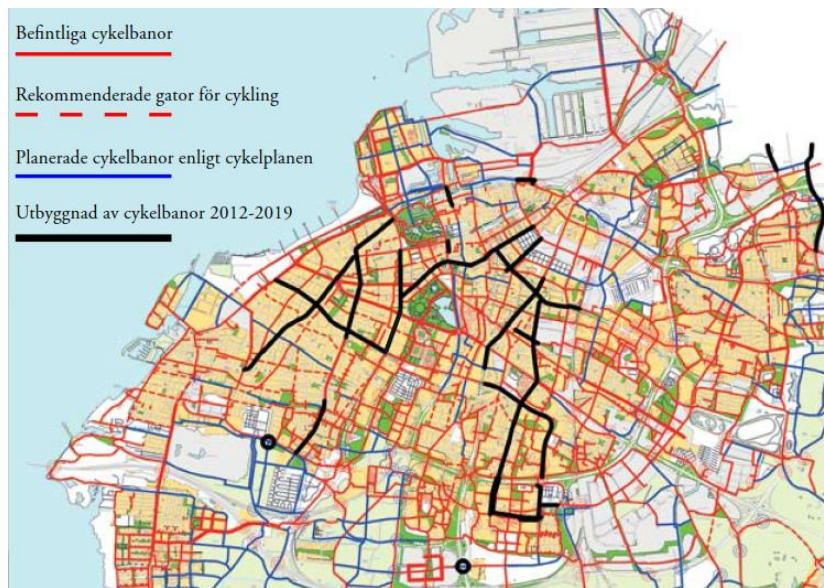 Befintliga cykelbanor
Rekommenderade gator för cykling
Planerade cykelbanor enligt cykelplanen
Utbyggnad av cykelbanor 2012-2019